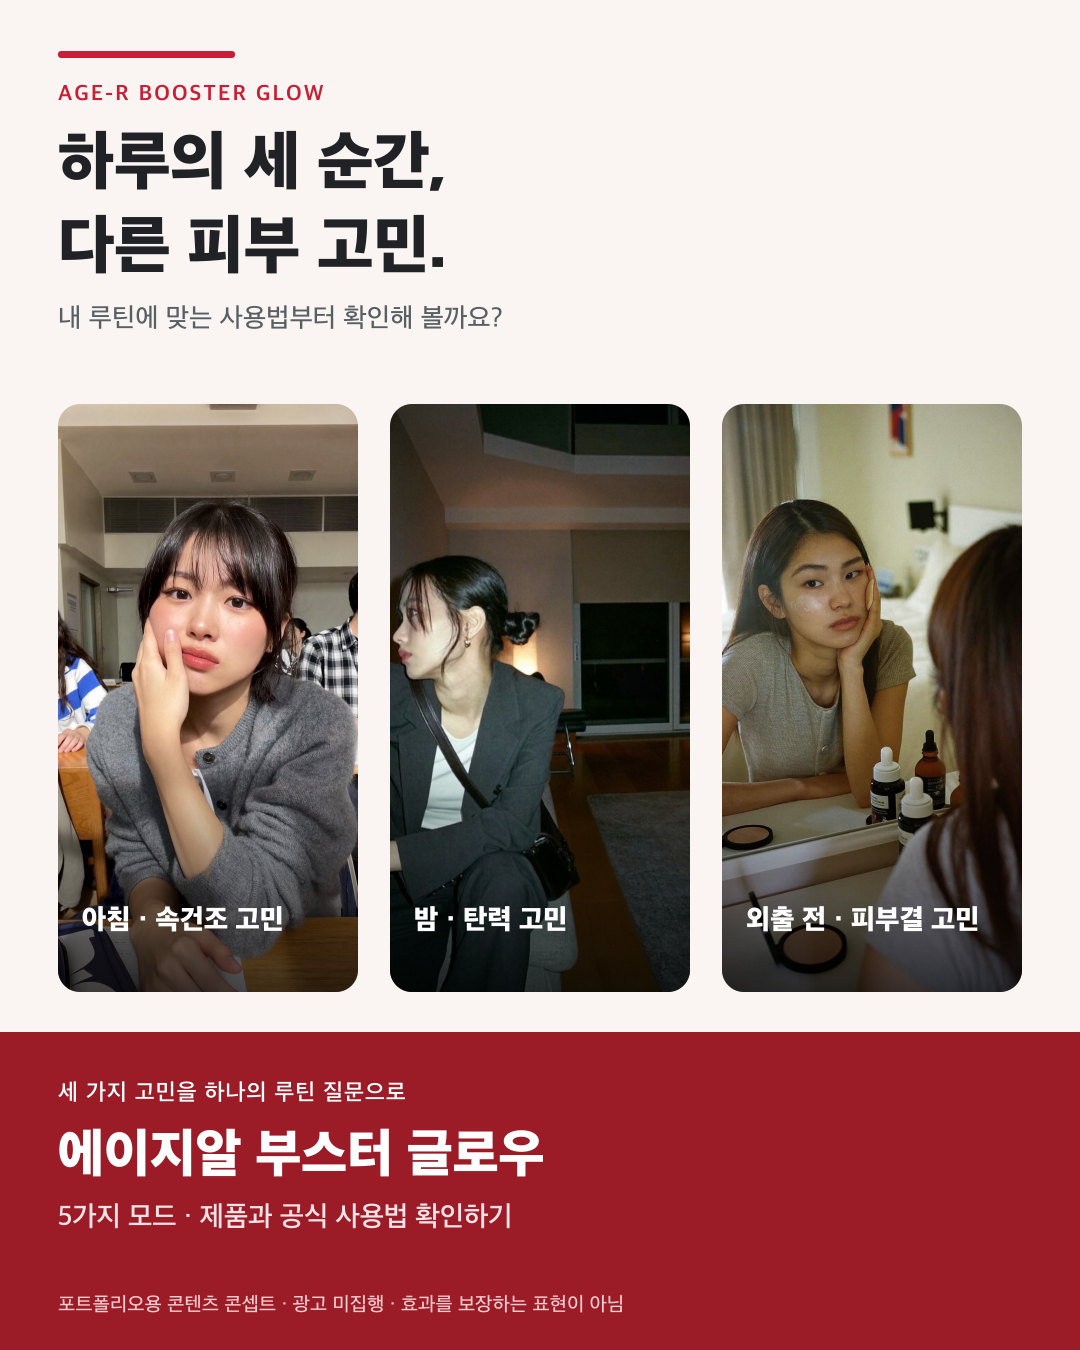 AGE-R BOOSTER GLOW
하루의 세 순간,
다른 피부 고민.
내 루틴에 맞는 사용법부터 확인해 볼까요?
아침 · 속건조 고민
밤 · 탄력 고민
외출 전 · 피부결 고민
세 가지 고민을 하나의 루틴 질문으로
에이지알 부스터 글로우
5가지 모드 · 제품과 공식 사용법 확인하기
포트폴리오용 콘텐츠 콘셉트 · 광고 미집행 · 효과를 보장하는 표현이 아님